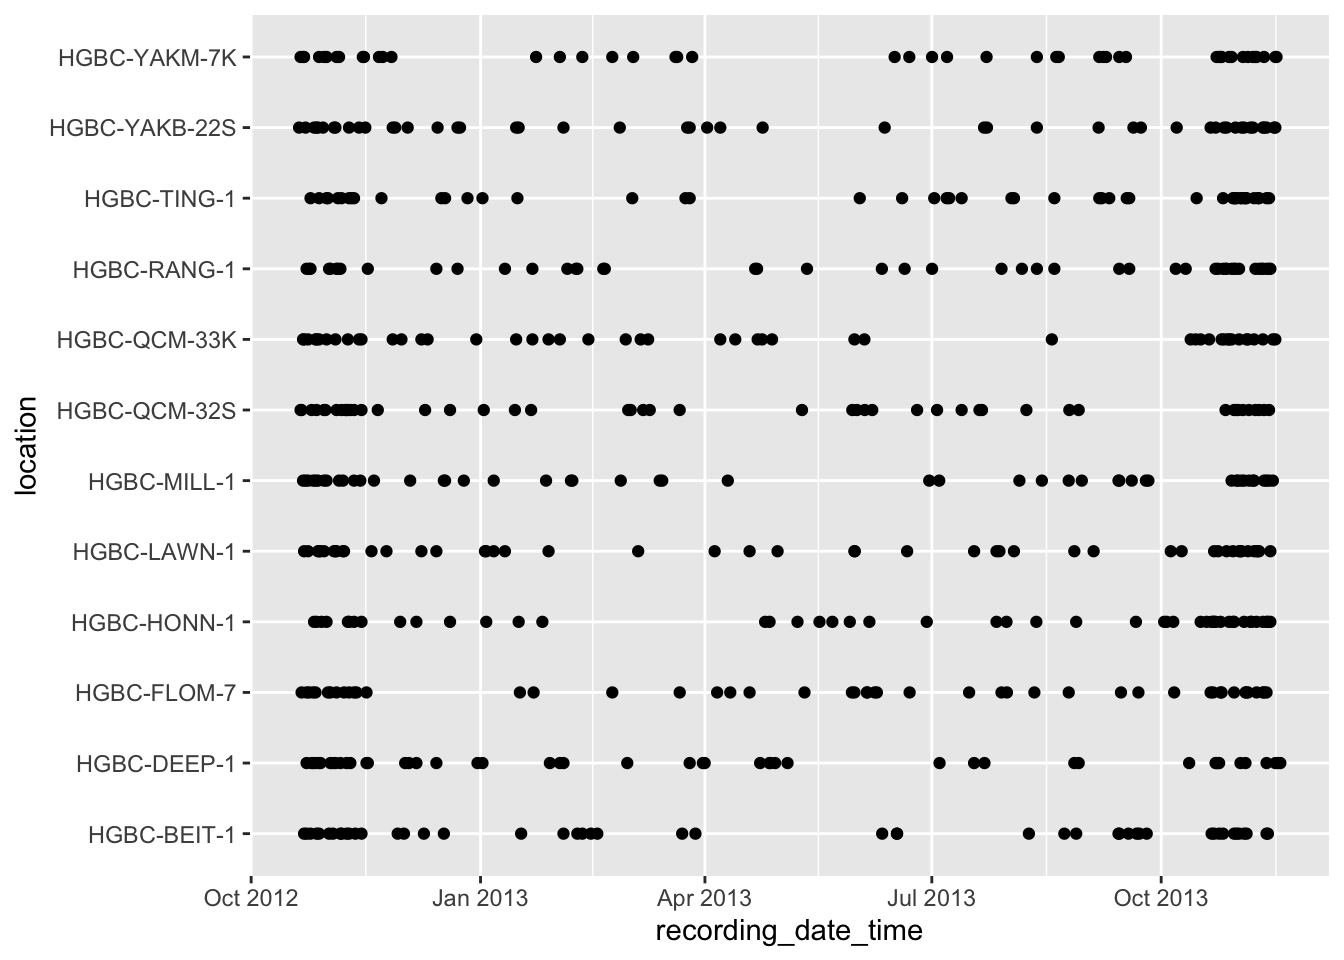 location
HGBC-YAKM-7K
HGBC-YAKB-22S
HGBC-TING-1
HGBC-RANG-1
HGBC-QCM-33K
HGBC-QCM-32S
HGBC-MILL-1
HGBC-LAWN-1
HGBC-HONN-1
HGBC-FLOM-7
HGBC-DEEP-1
HGBC-BEIT-1
Oct 2012 Jan 2013 Apr 2013 Jul 2013 Oct 2013
recording_date_time